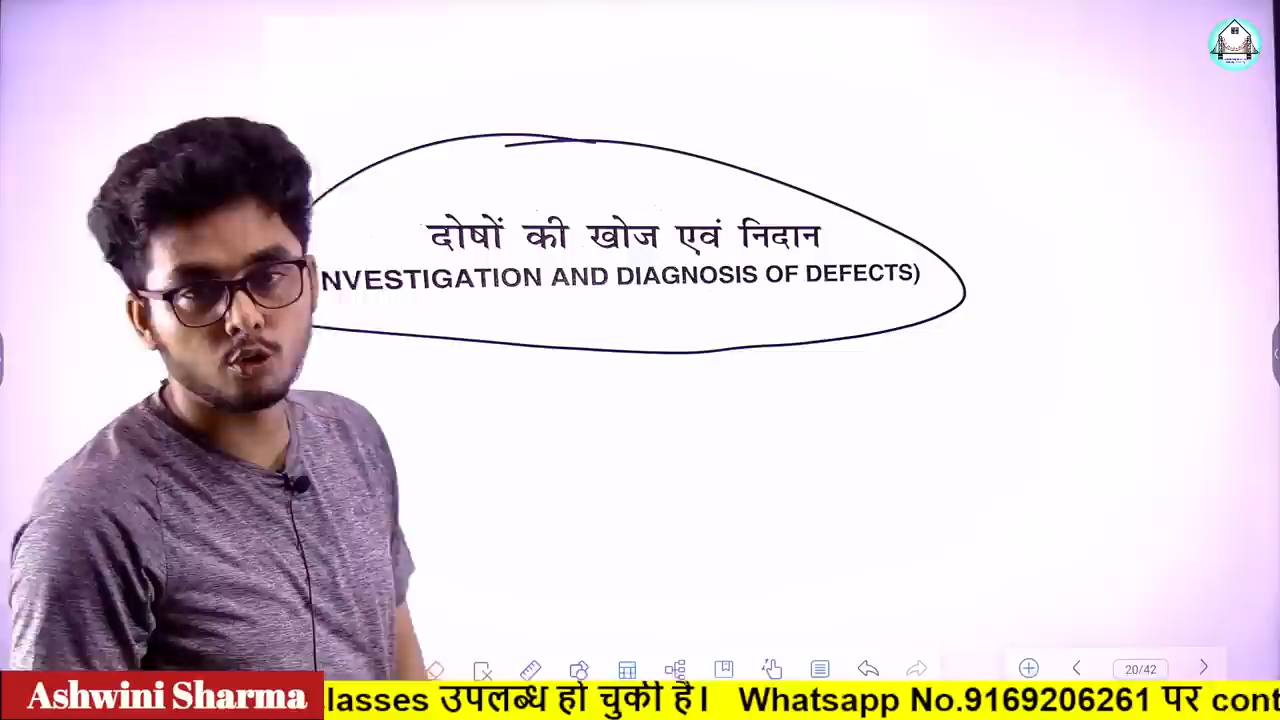 दोषों की खोज एवं निदान
NVESTIGATION AND DIAGNOSIS OF DEFECTS)
20/42
Ashwini Sharma
lasses उपलब्ध हो चुकी है। Whatsapp No.9169206261 पर cont